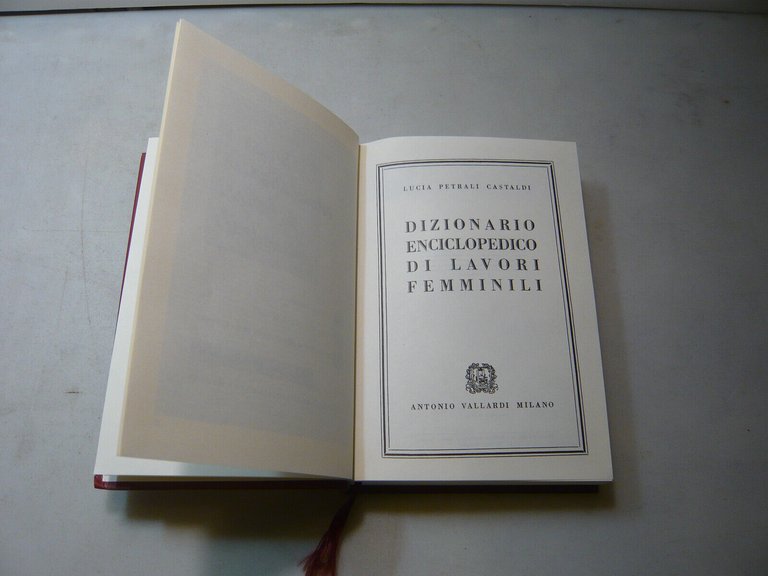 LUCIA PETRALI CASTALDI
DIZIONARIO
ENCICLOPEDICO
DI LAVORI
FEMMINILI
ANTONIO VALLARDI MILANO